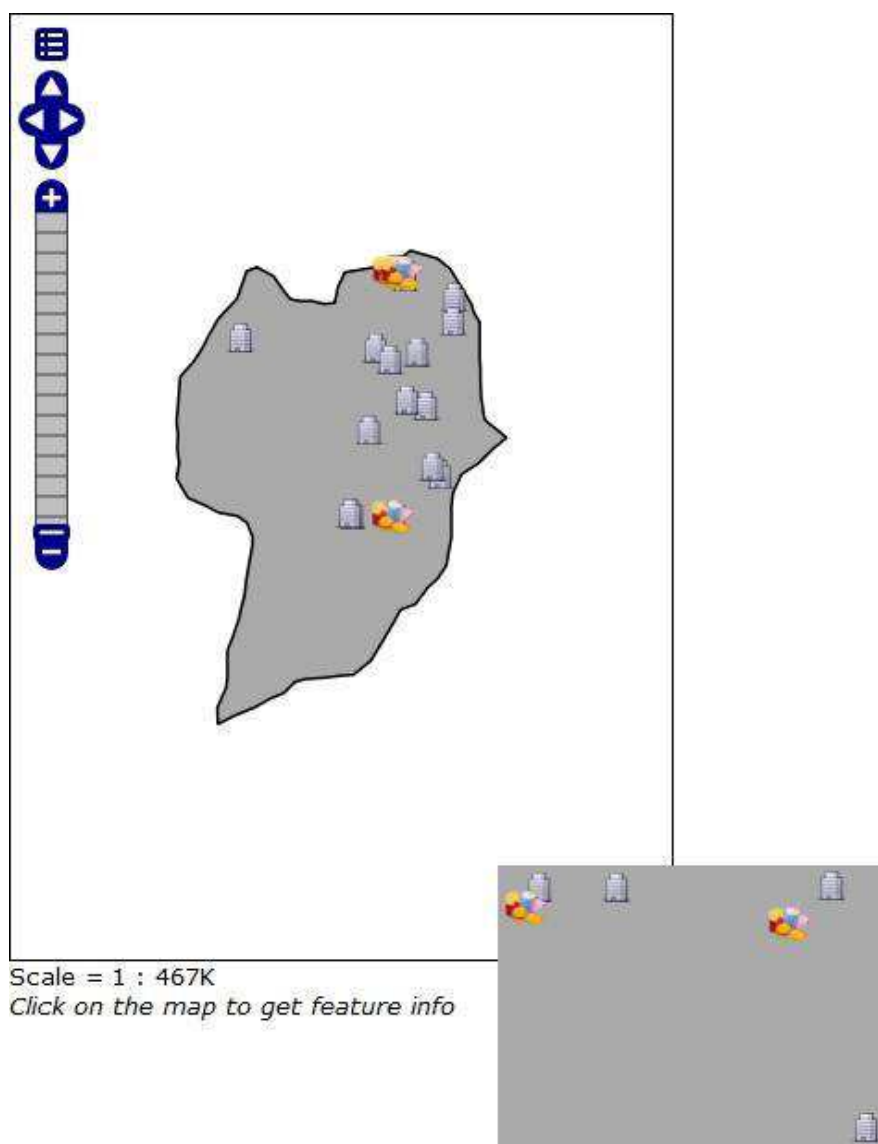 Scale = 1 : 467K
Click on the map to get feature info